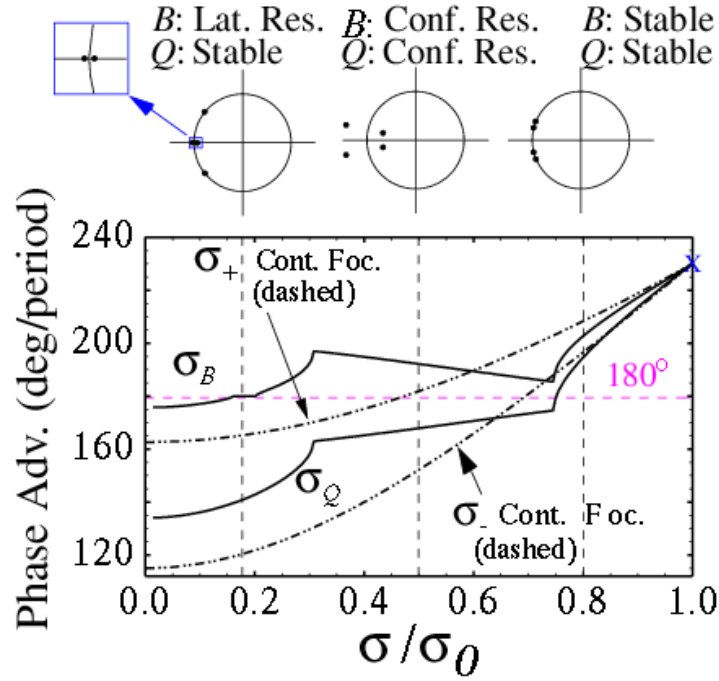 B: Lat. Res.
Q: Stable
B: Conf. Res.
Q: Conf. Res.
B: Stable
Q: Stable
Phase Adv. (deg/period)
240
200
160
120
σ+ Cont. Foc.
(dashed)
σB
180°
σQ
σ- Cont. Foc.
(dashed)
x
0.0 0.2 0.4 0.6 0.8 1.0
σ/σ0